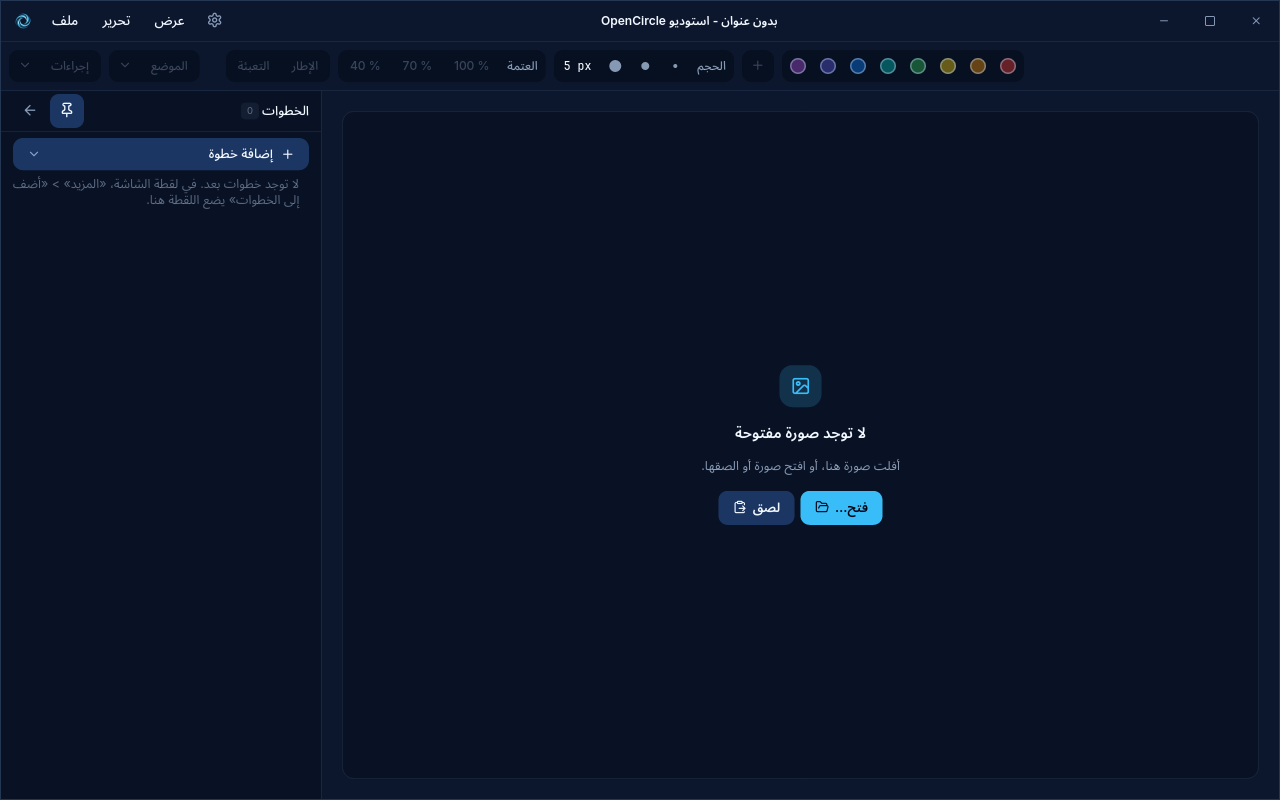 ملف تحرير عرض
بدون عنوان - استوديو OpenCircle
الحجم 5 px
العتمة 100 % 70 % 40 %
الإطار التعبئة
الموضع
إجراءات
الخطوات 0
إضافة خطوة
لا توجد خطوات بعد. في لقطة الشاشة، «المزيد» > «أضف
إلى الخطوات» يضع اللقطة هنا.
لا توجد صورة مفتوحة
أفلت صورة هنا، أو افتح صورة أو الصقها.
فتح...
لصق